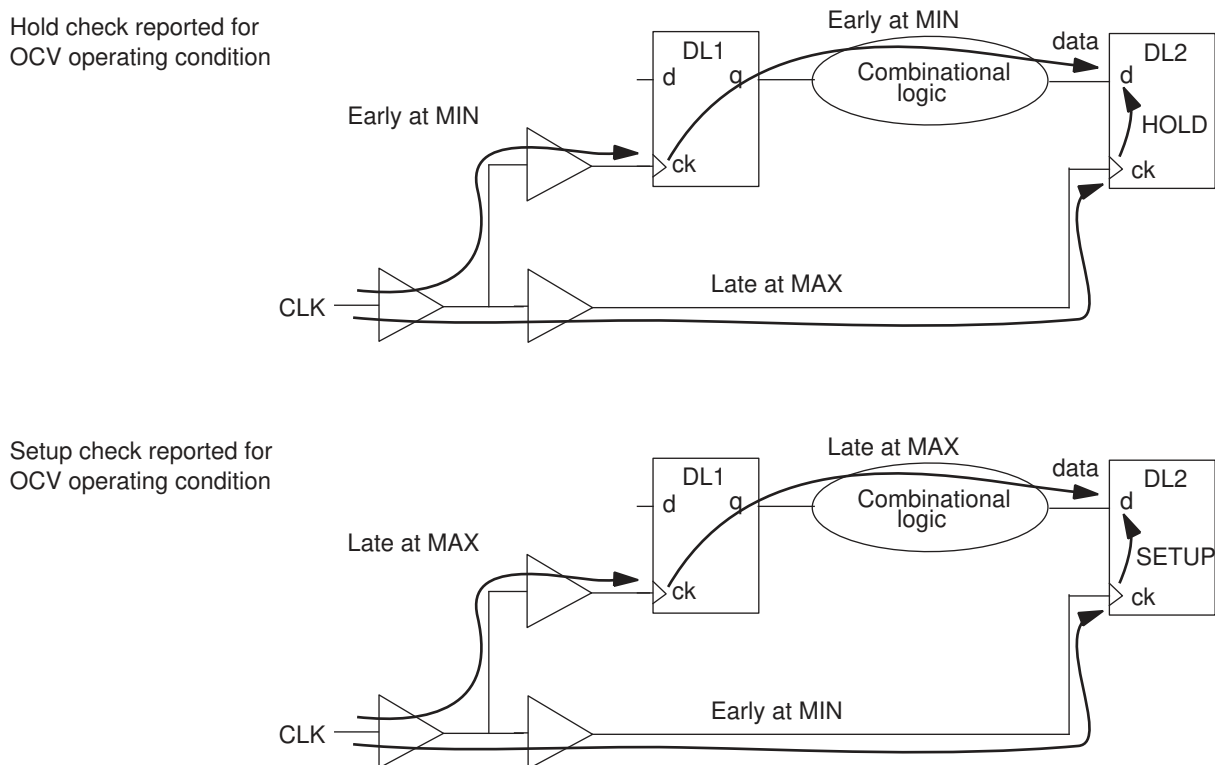 Hold check reported for
OCV operating condition
Early at MIN
DL1
d
q
ck
Early at MIN
Combinational
logic
data
DL2
d
HOLD
ck
CLK
Late at MAX
Setup check reported for
OCV operating condition
Late at MAX
DL1
d
q
ck
Late at MAX
Combinational
logic
data
DL2
d
SETUP
ck
CLK
Early at MIN